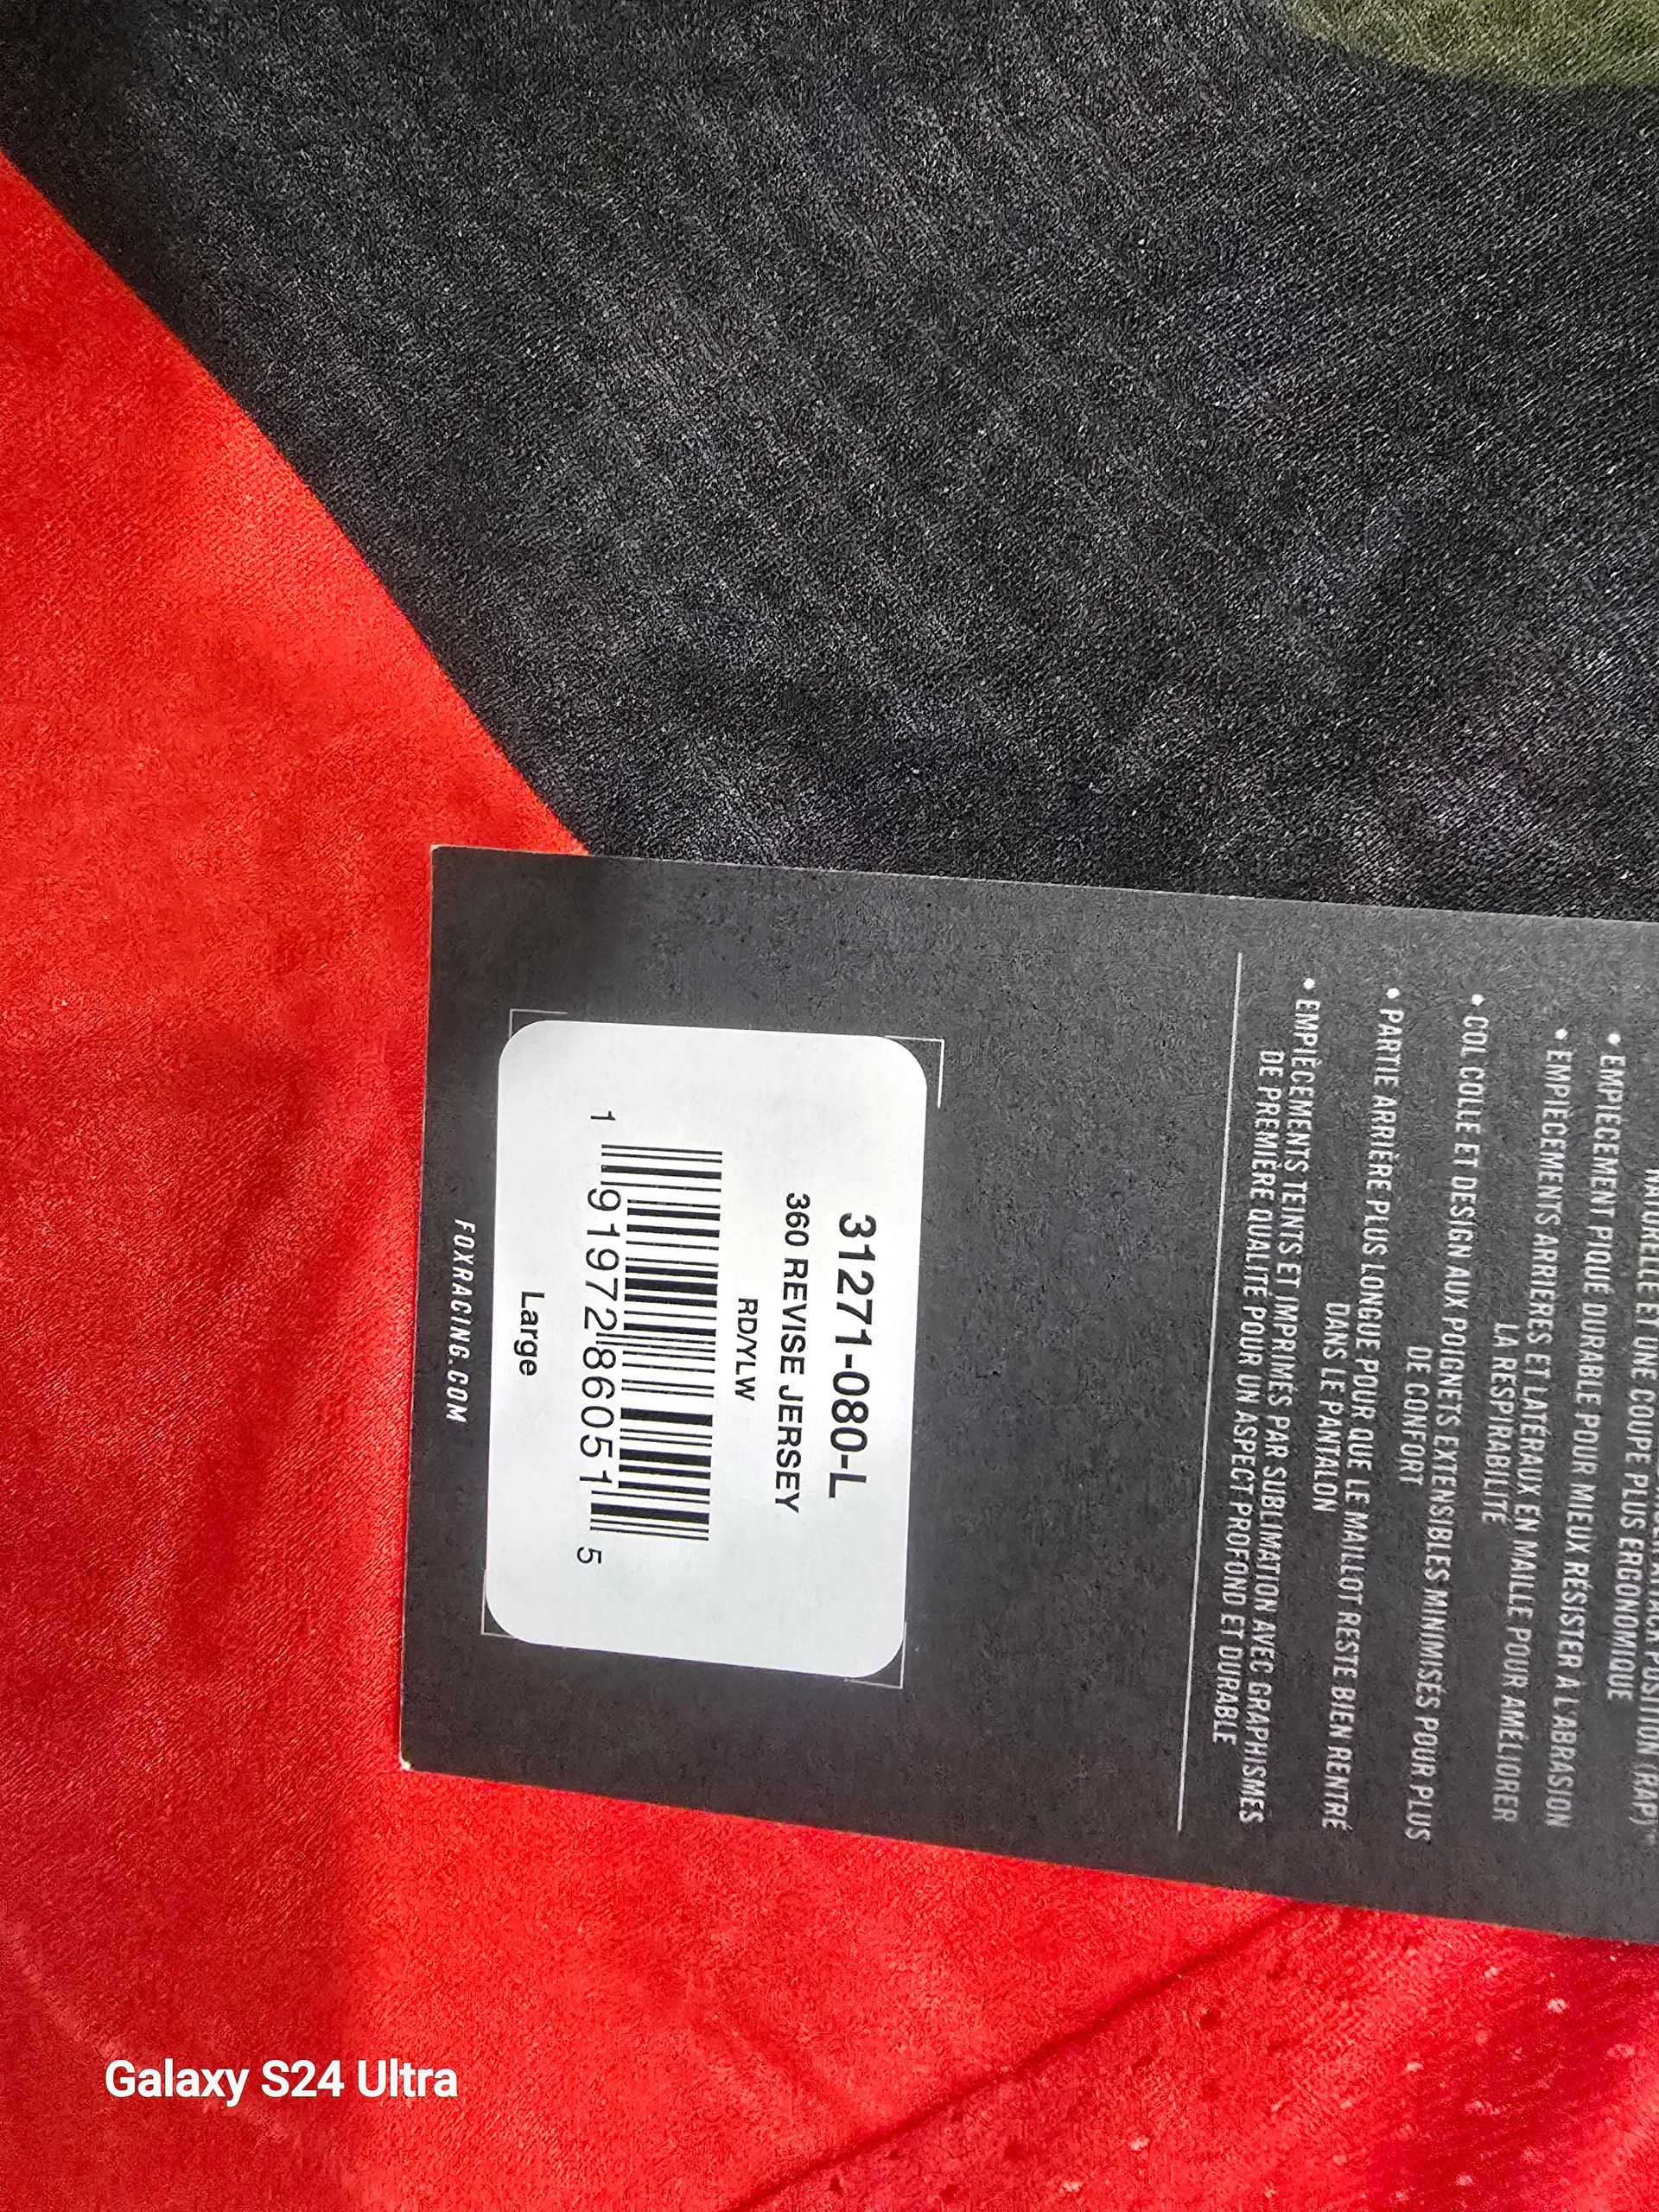 NATURELLE ET UNE COUPE PLUS ERGONOMIQUE
• EMPIÈCEMENT PIQUÉ DURABLE POUR MIEUX RÉSISTER À L'ABRASION
• EMPIÈCEMENTS ARRIÈRES ET LATÉRAUX EN MAILLE POUR AMÉLIORER
LA RESPIRABILITÉ
• COL COLLÉ ET DESIGN AUX POIGNETS EXTENSIBLES MINIMISÉS POUR PLUS
DE CONFORT
• PARTIE ARRIÈRE PLUS LONGUE POUR QUE LE MAILLOT RESTE BIEN RENTRÉ
DANS LE PANTALON
• EMPIÈCEMENTS TEINTS ET IMPRIMÉS PAR SUBLIMATION AVEC GRAPHISMES
DE PREMIÈRE QUALITÉ POUR UN ASPECT PROFOND ET DURABLE
31271-080-L
360 REVISE JERSEY
RD/YLW
1 91972 86051 5
Large
FOXRACING.COM
Galaxy S24 Ultra